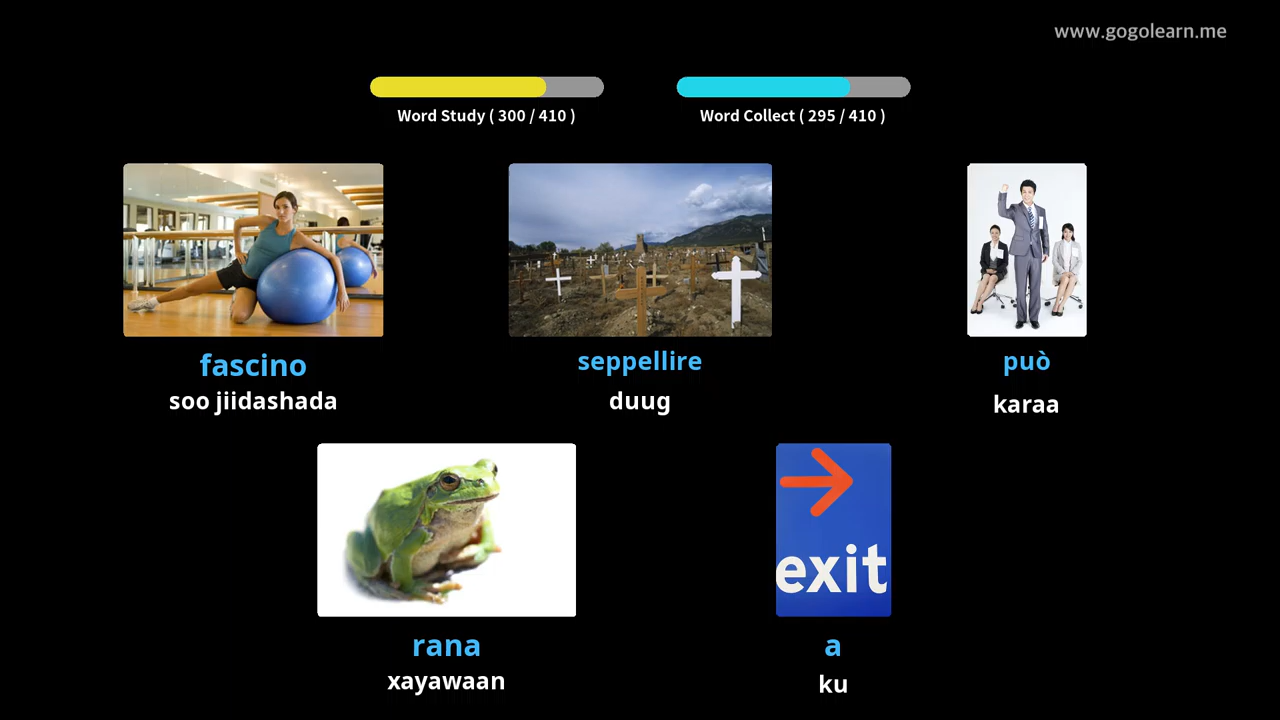 www.gogolearn.me
Word Study ( 300 / 410 )
Word Collect ( 295 / 410 )
fascino
soo jiidashada
seppellire
duug
può
karaa
exit
rana
xayawaan
a
ku